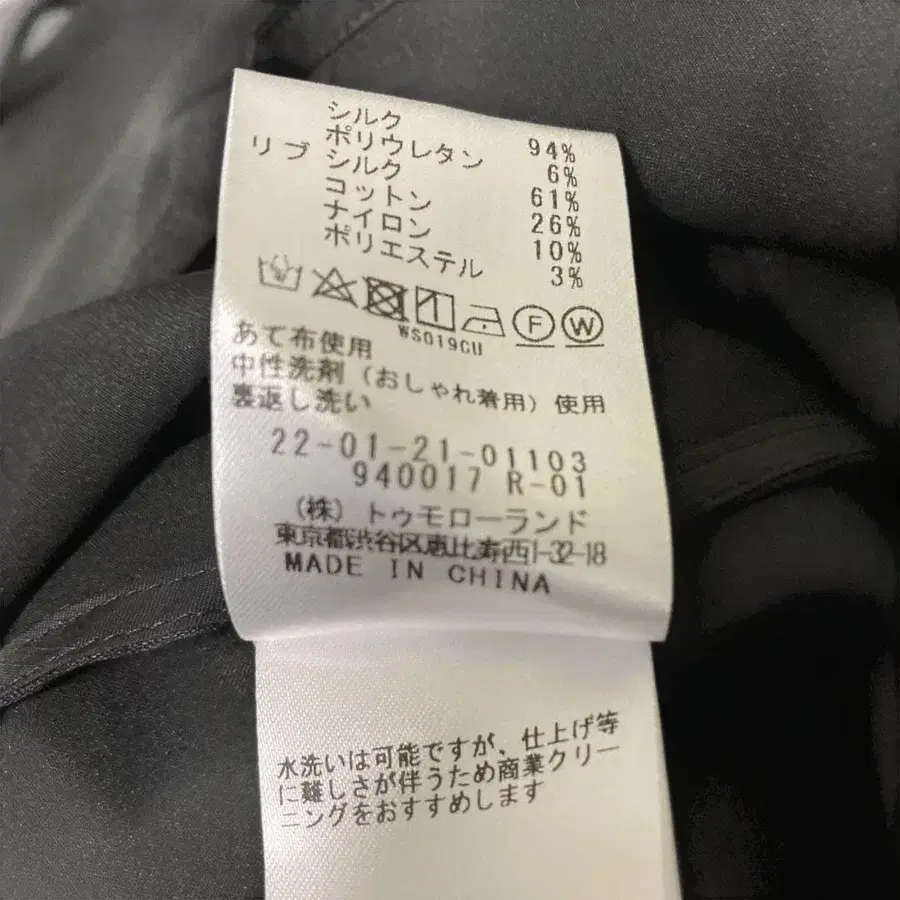 シルク 94%
ポリウレタン 6%
リブ シルク 61%
コットン 26%
ナイロン 10%
ポリエステル 3%
F W
WS019CU
あて布使用
中性洗剤(おしゃれ着用)使用
裏返し洗い
22-01-21-01103
940017 R-01
(株)トゥモローランド
東京都渋谷区恵比寿西1-32-18
MADE IN CHINA
水洗いは可能ですが、仕上げ等
に難しさが伴うため商業クリー
ニングをおすすめします